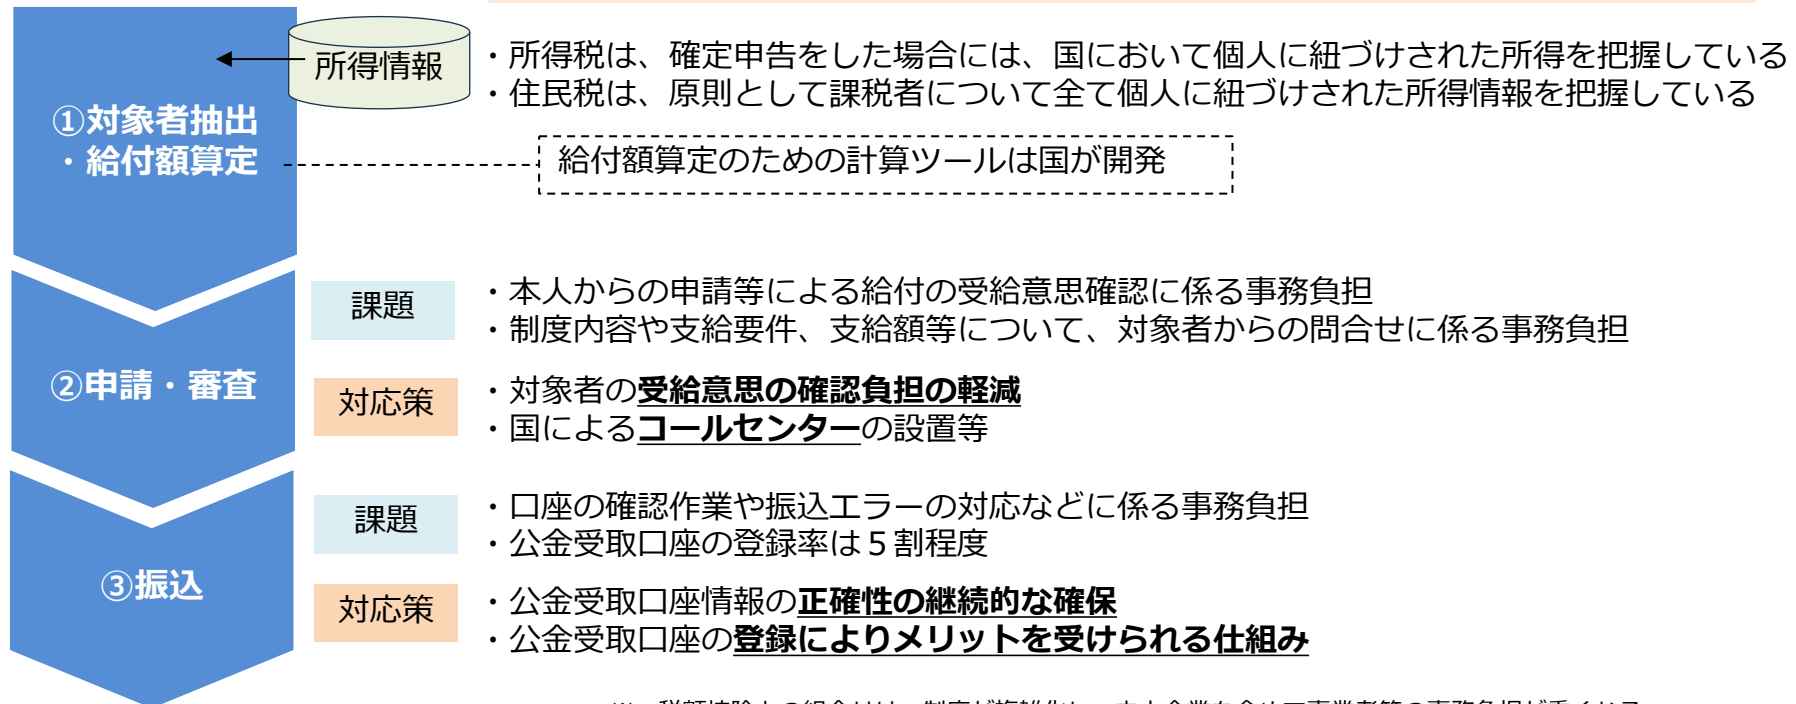 所得情報
・所得税は、確定申告をした場合には、国において個人に紐づけされた所得を把握している
・住民税は、原則として課税者について全て個人に紐づけされた所得情報を把握している
①対象者抽出
・給付額算定
給付額算定のための計算ツールは国が開発
課題
・本人からの申請等による給付の受給意思確認に係る事務負担
・制度内容や支給要件、支給額等について、対象者からの問合せに係る事務負担
②申請・審査
対応策
・対象者の受給意思の確認負担の軽減
・国によるコールセンターの設置等
課題
・口座の確認作業や振込エラーの対応などに係る事務負担
・公金受取口座の登録率は５割程度
③振込
対応策
・公金受取口座情報の正確性の継続的な確保
・公金受取口座の登録によりメリットを受けられる仕組み